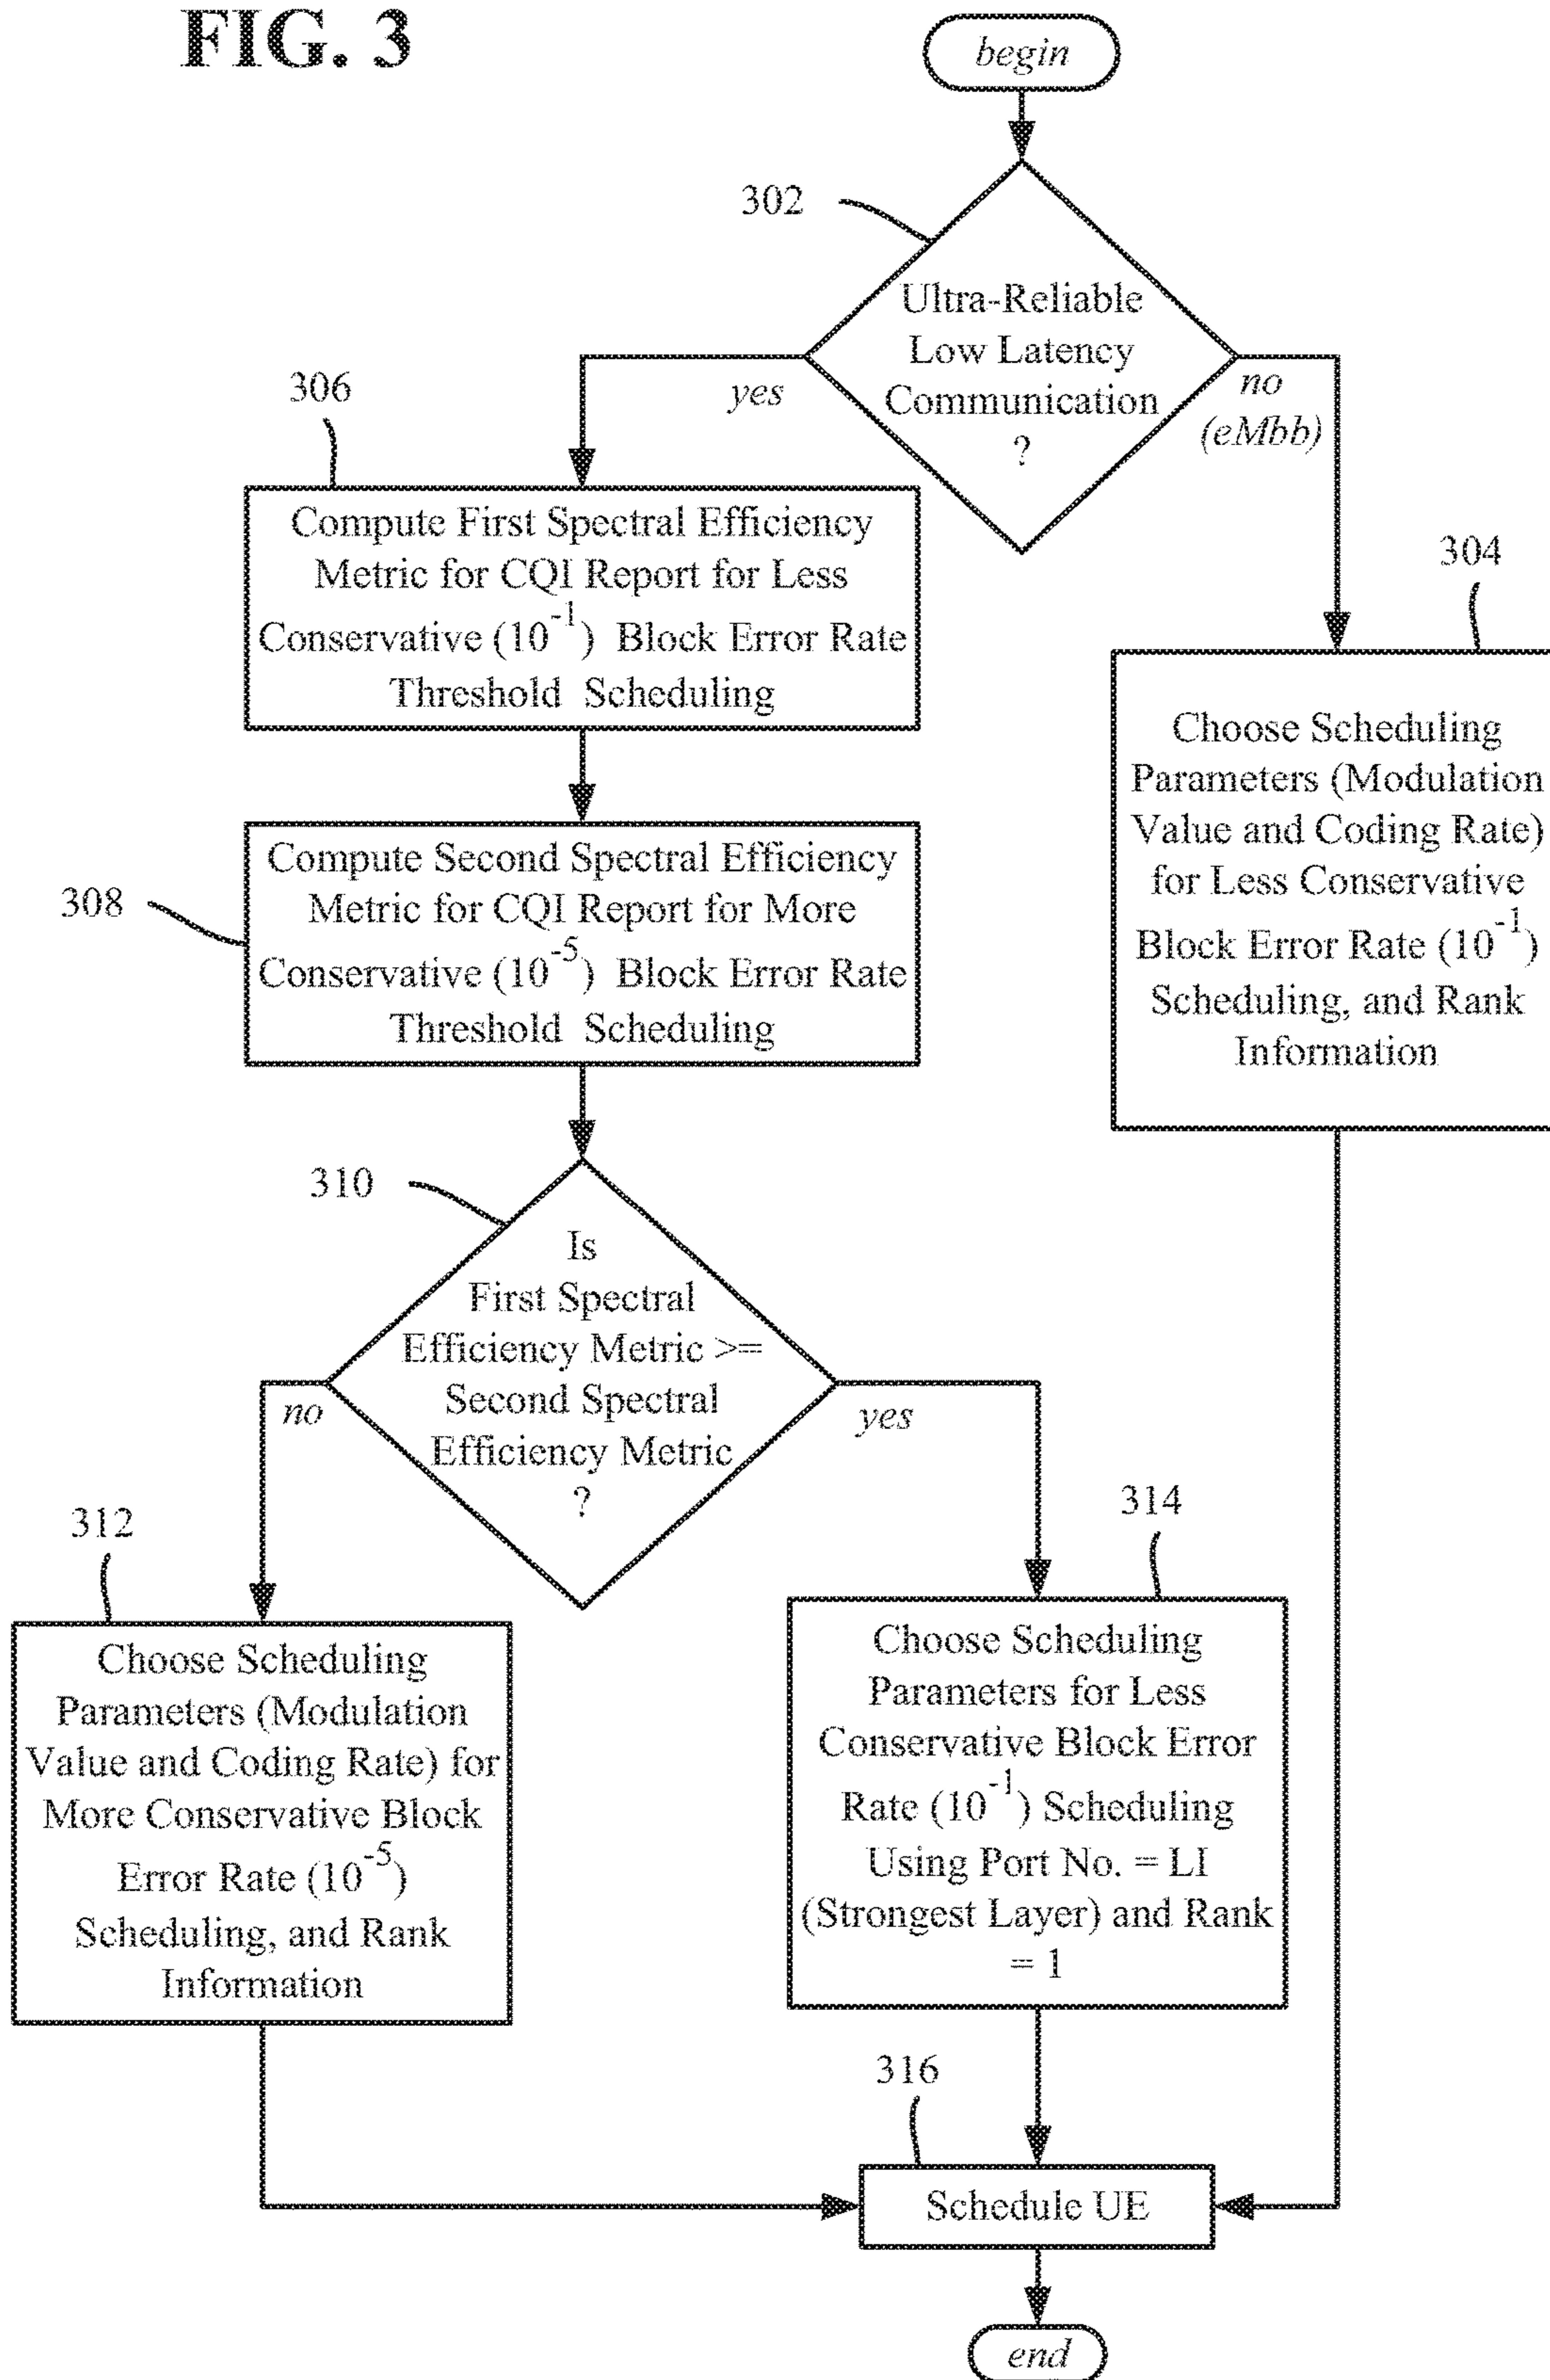 FIG. 3
begin
302
Ultra-Reliable
Low Latency
Communication
?
yes
no
(eMbb)
306
Compute First Spectral Efficiency
Metric for CQI Report for Less
Conservative (10^-1) Block Error Rate
Threshold Scheduling
304
Choose Scheduling
Parameters (Modulation
Value and Coding Rate)
for Less Conservative
Block Error Rate (10^-1)
Scheduling, and Rank
Information
308
Compute Second Spectral Efficiency
Metric for CQI Report for More
Conservative (10^-5) Block Error Rate
Threshold Scheduling
310
Is
First Spectral
Efficiency Metric >=
Second Spectral
Efficiency Metric
?
no
yes
312
Choose Scheduling
Parameters (Modulation
Value and Coding Rate) for
More Conservative Block
Error Rate (10^-5)
Scheduling, and Rank
Information
314
Choose Scheduling
Parameters for Less
Conservative Block Error
Rate (10^-1) Scheduling
Using Port No. = LI
(Strongest Layer) and Rank
= 1
316
Schedule UE
end